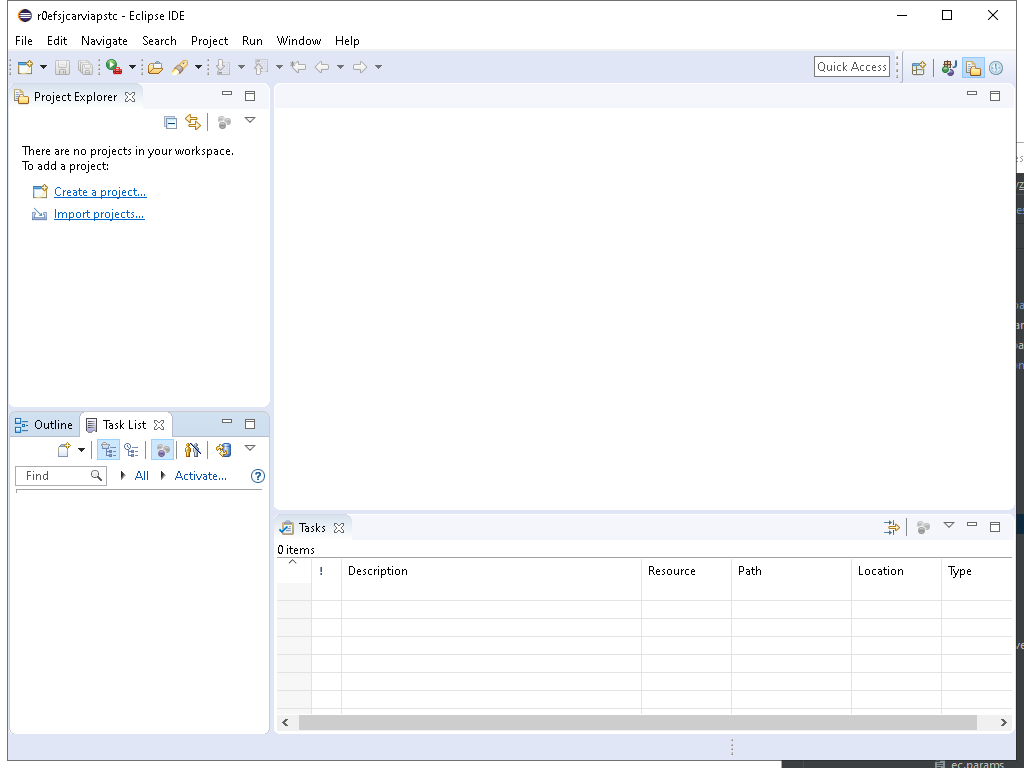 r0efsjcarviapstc - Eclipse IDE
File Edit Navigate Search Project Run Window Help
Quick Access
Project Explorer
There are no projects in your workspace.
To add a project:
Create a project...
Import projects...
Outline Task List
Find All Activate...
Tasks
0 items
! Description Resource Path Location Type
ec.params